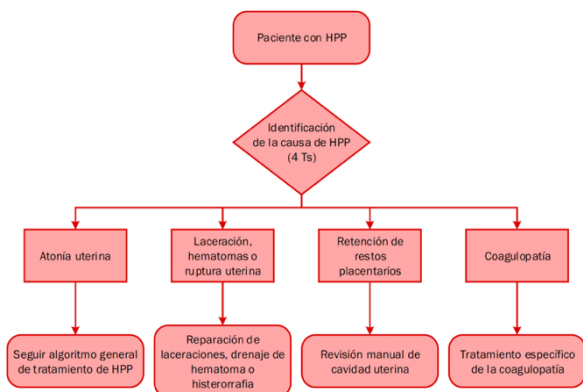 Paciente con HPP
Identificación
de la causa de HPP
(4 Ts)
Atonía uterina
Laceración,
hematomas o
ruptura uterina
Retención de
restos
placentarios
Coagulopatía
Seguir algoritmo general
de tratamiento de HPP
Reparación de
laceraciones, drenaje de
hematoma o
histerorrafia
Revisión manual de
cavidad uterina
Tratamiento específico
de la coagulopatía